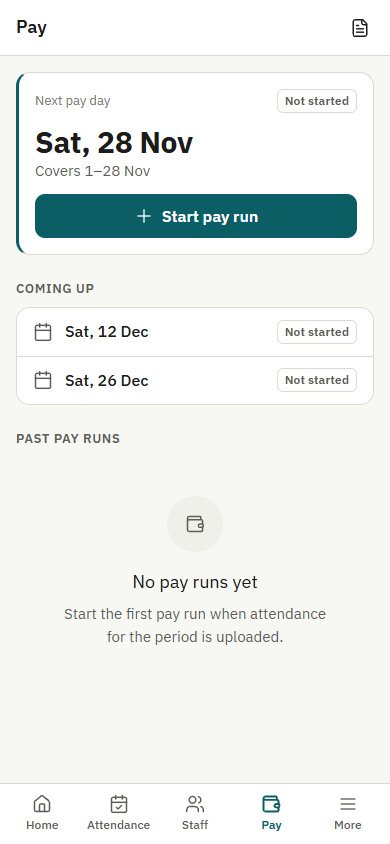 Pay
Next pay day
Not started
Sat, 28 Nov
Covers 1–28 Nov
Start pay run
COMING UP
Sat, 12 Dec
Not started
Sat, 26 Dec
Not started
PAST PAY RUNS
No pay runs yet
Start the first pay run when attendance
for the period is uploaded.
Home
Attendance
Staff
Pay
More